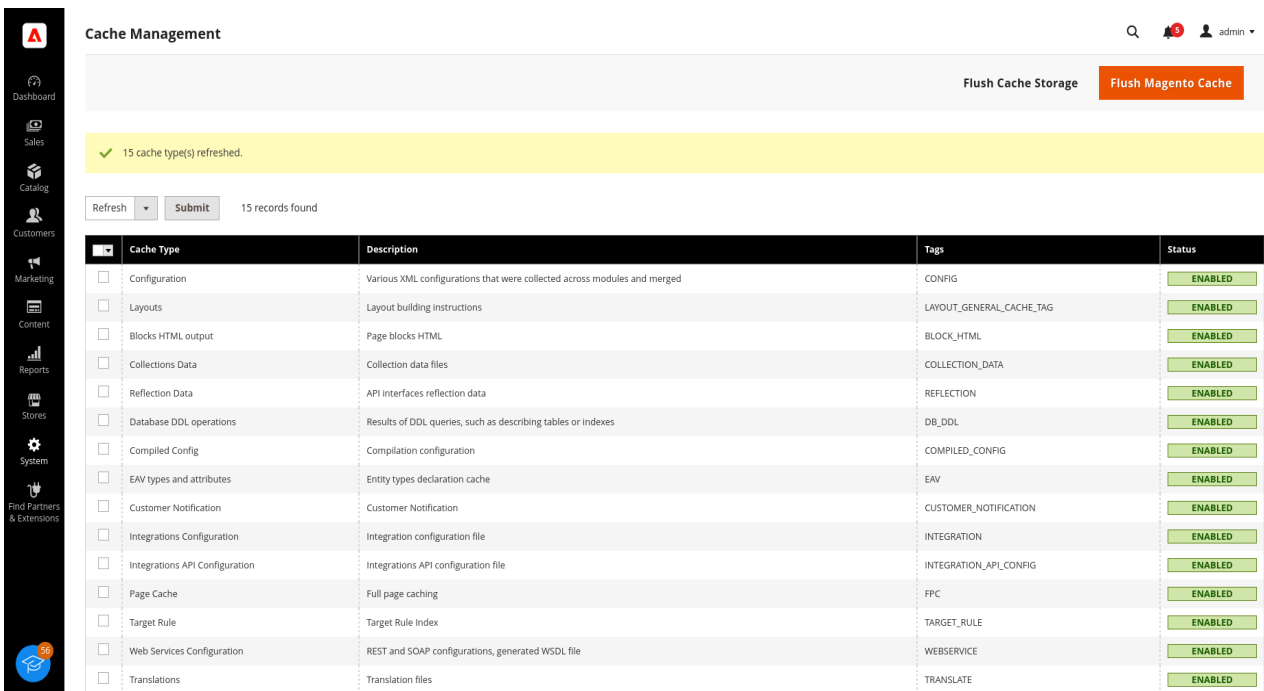 Cache Management
5
admin
Flush Cache Storage
Flush Magento Cache
15 cache type(s) refreshed.
Refresh
Submit
15 records found
Dashboard
Sales
Catalog
Customers
Marketing
Content
Reports
Stores
System
Find Partners
& Extensions
56
Cache Type Description Tags Status
Configuration Various XML configurations that were collected across modules and merged CONFIG ENABLED
Layouts Layout building instructions LAYOUT_GENERAL_CACHE_TAG ENABLED
Blocks HTML output Page blocks HTML BLOCK_HTML ENABLED
Collections Data Collection data files COLLECTION_DATA ENABLED
Reflection Data API interfaces reflection data REFLECTION ENABLED
Database DDL operations Results of DDL queries, such as describing tables or indexes DB_DDL ENABLED
Compiled Config Compilation configuration COMPILED_CONFIG ENABLED
EAV types and attributes Entity types declaration cache EAV ENABLED
Customer Notification Customer Notification CUSTOMER_NOTIFICATION ENABLED
Integrations Configuration Integration configuration file INTEGRATION ENABLED
Integrations API Configuration Integrations API configuration file INTEGRATION_API_CONFIG ENABLED
Page Cache Full page caching FPC ENABLED
Target Rule Target Rule Index TARGET_RULE ENABLED
Web Services Configuration REST and SOAP configurations, generated WSDL file WEBSERVICE ENABLED
Translations Translation files TRANSLATE ENABLED